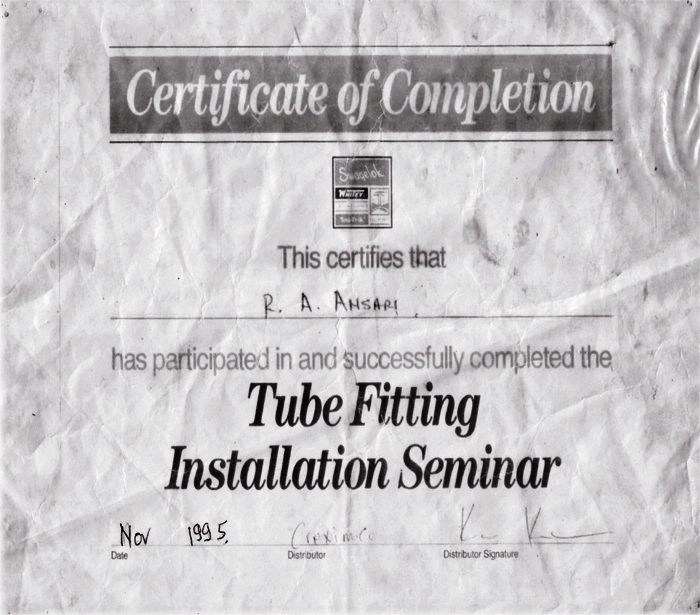 Certificate of Completion
Swagelok
WHITEY
This certifies that
R. A. ANSARI
has participated in and successfully completed the
Tube Fitting
Installation Seminar
Nov 1995.
Date Distributor Distributor Signature